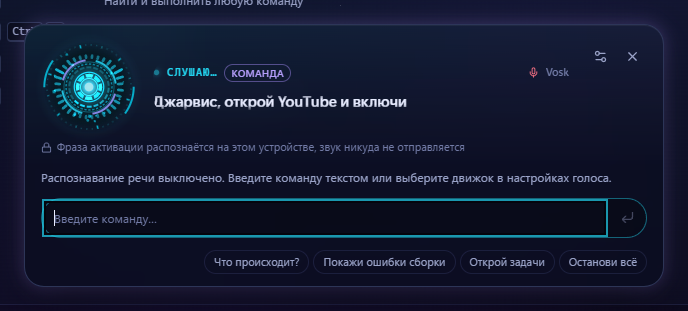 Найти и выполнить любую команду
Ctrl
СЛУШАЮ… КОМАНДА Vosk
Джарвис, открой YouTube и включи
Фраза активации распознаётся на этом устройстве, звук никуда не отправляется
Распознавание речи выключено. Введите команду текстом или выберите движок в настройках голоса.
Введите команду…
Что происходит? Покажи ошибки сборки Открой задачи Останови всё